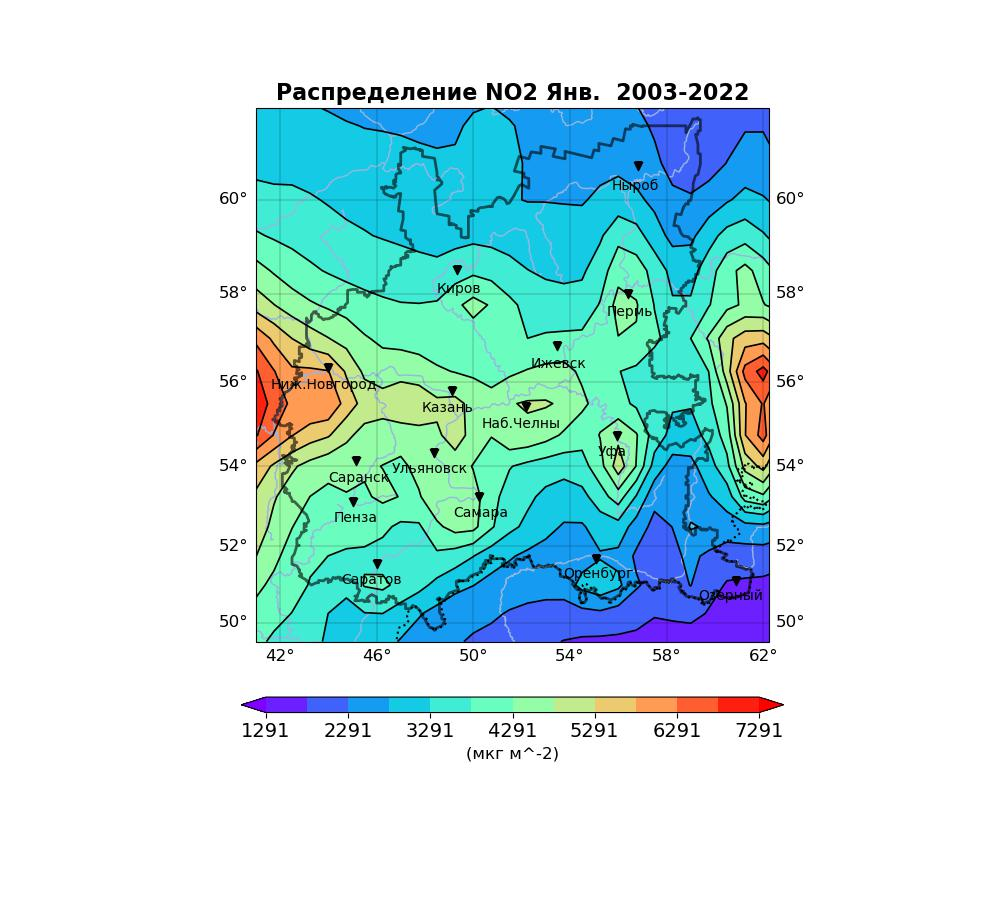 Распределение NO2 Янв.  2003-2022
Ныроб
60° 60°
Киров
58° 58°
Пермь
Ижевск
56° 56°
Ниж.Новгород
Казань
Наб.Челны
Уфа
54° 54°
Ульяновск
Саранск
Самара
Пенза
52° 52°
Оренбург
Саратов
Озерный
50° 50°
42° 46° 50° 54° 58° 62°
1291 2291 3291 4291 5291 6291 7291
(мкг м^-2)